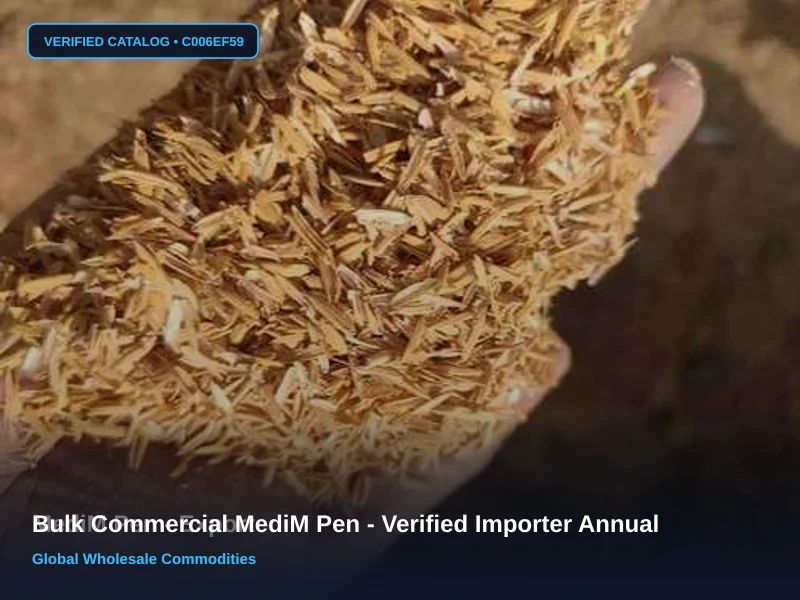 VERIFIED CATALOG • C006EF59
Bulk Commercial MediM Pen - Verified Importer Annual
Global Wholesale Commodities